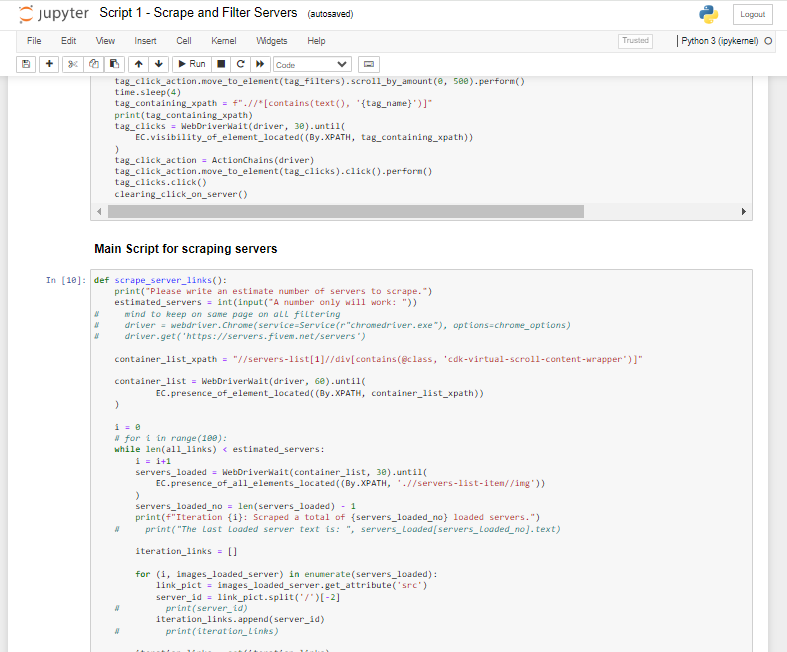 jupyter Script 1 - Scrape and Filter Servers (autosaved) Logout
File Edit View Insert Cell Kernel Widgets Help Trusted Python 3 (ipykernel)
Run Code
tag_click_action.move_to_element(tag_filters).scroll_by_amount(0, 500).perform()
time.sleep(4)
tag_containing_xpath = f".//*[contains(text(), '{tag_name}')]"
print(tag_containing_xpath)
tag_clicks = WebDriverWait(driver, 30).until(
EC.visibility_of_element_located((By.XPATH, tag_containing_xpath))
)
tag_click_action = ActionChains(driver)
tag_click_action.move_to_element(tag_clicks).click().perform()
tag_clicks.click()
clearing_click_on_server()
Main Script for scraping servers
In [10]: def scrape_server_links():
print("Please write an estimate number of servers to scrape.")
estimated_servers = int(input("A number only will work: "))
# mind to keep on same page on all filtering
# driver = webdriver.Chrome(service=Service(r"chromedriver.exe"), options=chrome_options)
# driver.get('https://servers.fivem.net/servers')
container_list_xpath = "//servers-list[1]//div[contains(@class, 'cdk-virtual-scroll-content-wrapper')]"
container_list = WebDriverWait(driver, 60).until(
EC.presence_of_element_located((By.XPATH, container_list_xpath))
)
i = 0
# for i in range(100):
while len(all_links) < estimated_servers:
i = i+1
servers_loaded = WebDriverWait(container_list, 30).until(
EC.presence_of_all_elements_located((By.XPATH, './/servers-list-item//img'))
)
servers_loaded_no = len(servers_loaded) - 1
print(f"Iteration {i}: Scraped a total of {servers_loaded_no} loaded servers.")
# print("The last loaded server text is: ", servers_loaded[servers_loaded_no].text)
iteration_links = []
for (i, images_loaded_server) in enumerate(servers_loaded):
link_pict = images_loaded_server.get_attribute('src')
server_id = link_pict.split('/')[-2]
# print(server_id)
iteration_links.append(server_id)
# print(iteration_links)